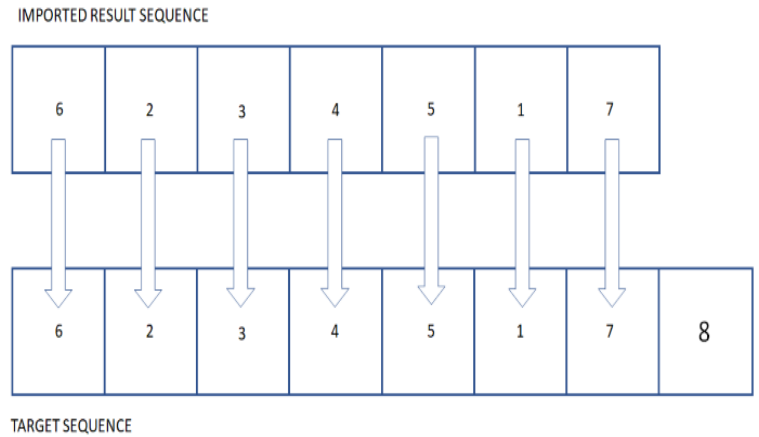 IMPORTED RESULT SEQUENCE
6 2 3 4 5 1 7
6 2 3 4 5 1 7 8
TARGET SEQUENCE